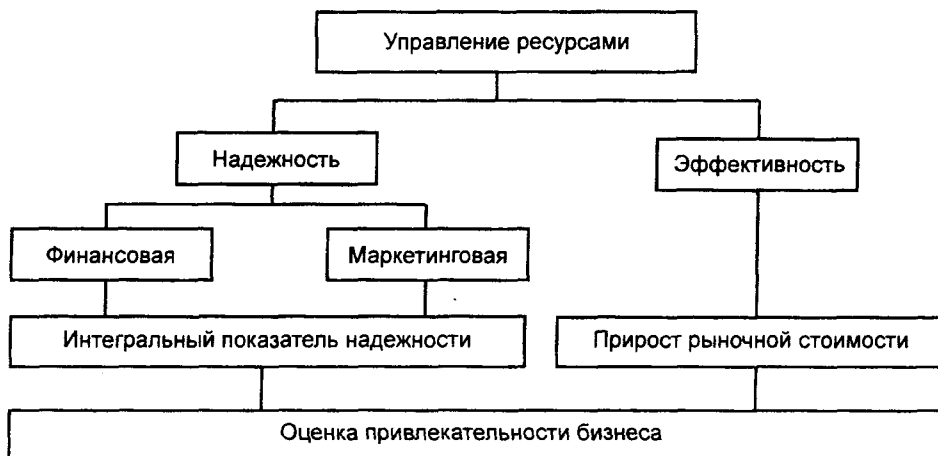 Управление ресурсами
Надежность
Эффективность
Финансовая
Маркетинговая
Интегральный показатель надежности
Прирост рыночной стоимости
Оценка привлекательности бизнеса